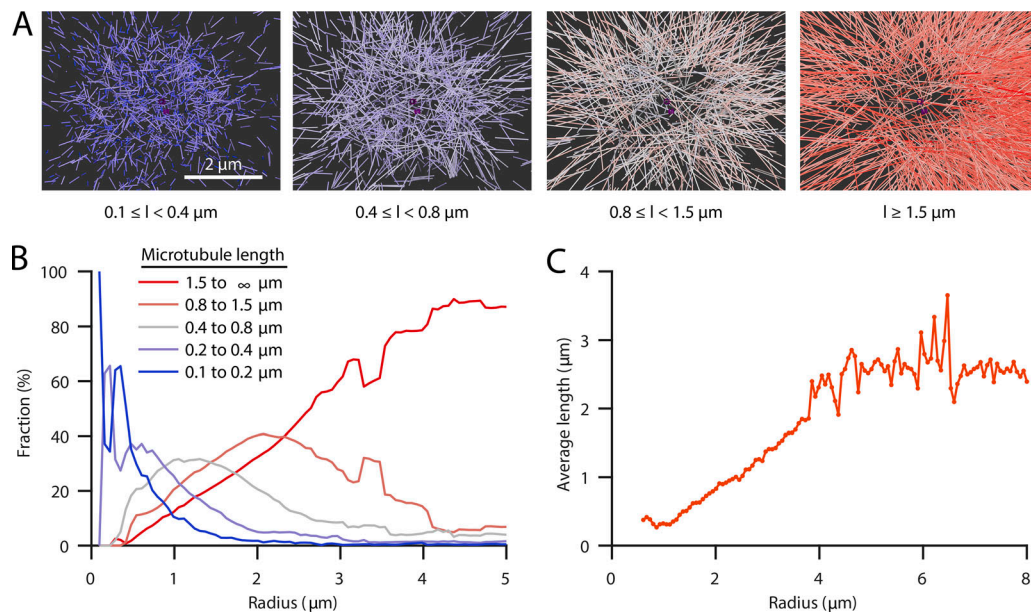 A
2 μm
0.1 ≤ l < 0.4 μm
0.4 ≤ l < 0.8 μm
0.8 ≤ l < 1.5 μm
l ≥ 1.5 μm
B
Microtubule length
1.5 to ∞ μm
0.8 to 1.5 μm
0.4 to 0.8 μm
0.2 to 0.4 μm
0.1 to 0.2 μm
Fraction (%)
100
80
60
40
20
0
0 1 2 3 4 5
Radius (μm)
C
Average length (μm)
4
3
2
1
0
0 2 4 6 8
Radius (μm)